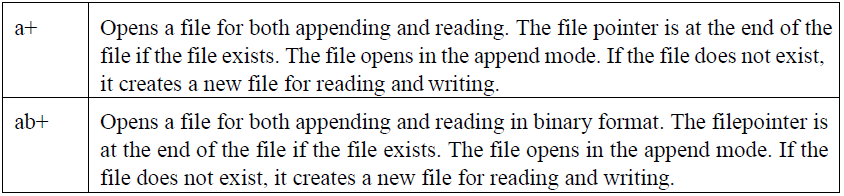 a+ Opens a file for both appending and reading. The file pointer is at the end of the
file if the file exists. The file opens in the append mode. If the file does not exist,
it creates a new file for reading and writing.
ab+ Opens a file for both appending and reading in binary format. The filepointer is
at the end of the file if the file exists. The file opens in the append mode. If the
file does not exist, it creates a new file for reading and writing.